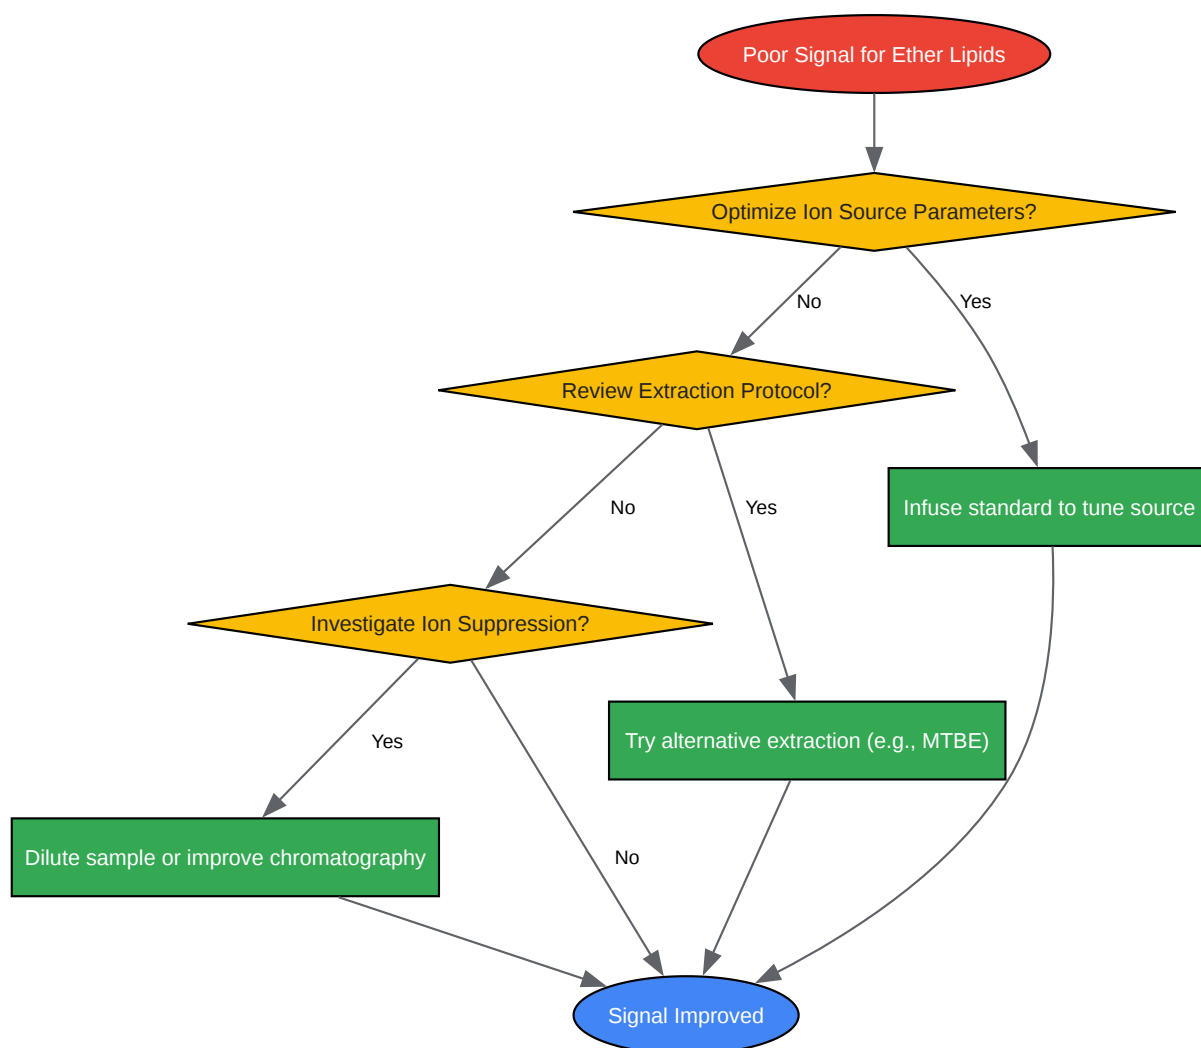 Poor Signal for Ether Lipids
Optimize Ion Source Parameters?
No
Yes
Review Extraction Protocol?
No
Yes
Infuse standard to tune source
Investigate Ion Suppression?
Yes
Try alternative extraction (e.g., MTBE)
Dilute sample or improve chromatography
No
Signal Improved